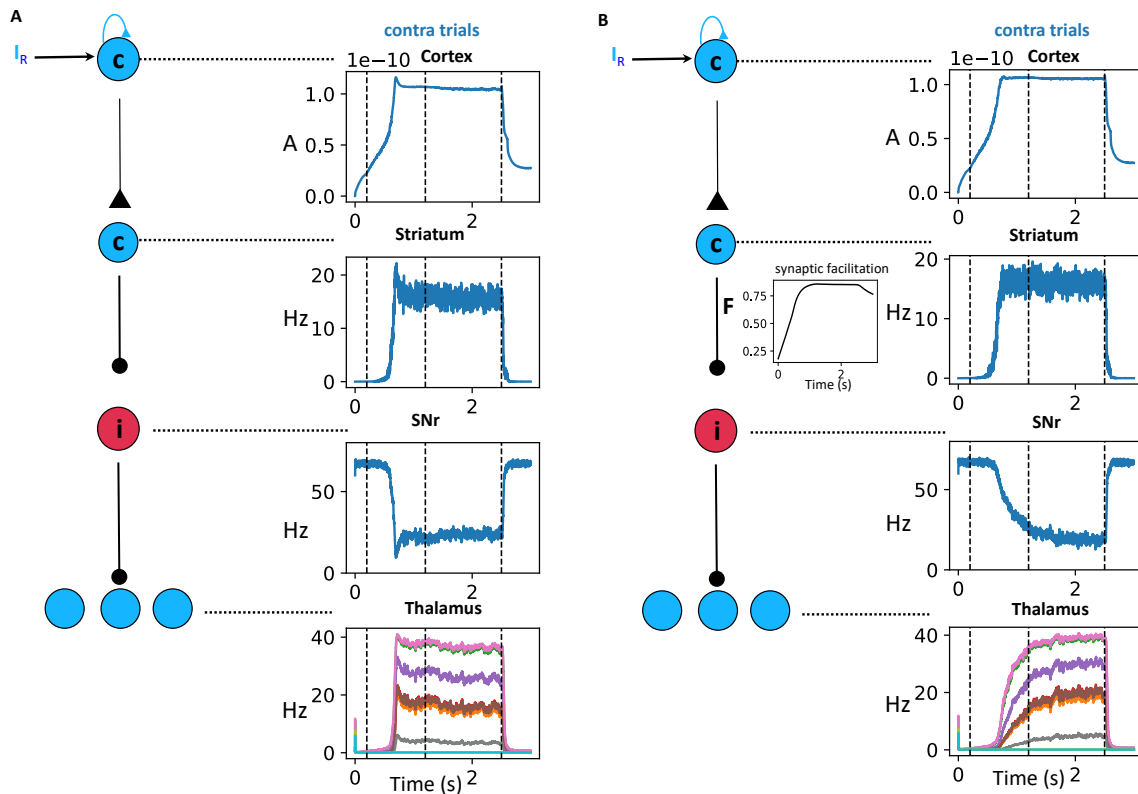 A
I_R
c
contra trials
Cortex
1e−10
1.0
0.5
0.0
A
0
2
c
Striatum
20
10
0
Hz
0
2
i
SNr
50
0
Hz
0
2
Thalamus
40
20
0
Hz
0
2
Time (s)
B
I_R
c
contra trials
Cortex
1e−10
1.0
0.5
0.0
A
0
2
c
Striatum
20
10
0
Hz
0
2
synaptic facilitation
F
0.75
0.50
0.25
0
2
Time (s)
i
SNr
50
0
Hz
0
2
Thalamus
40
20
0
Hz
0
2
Time (s)